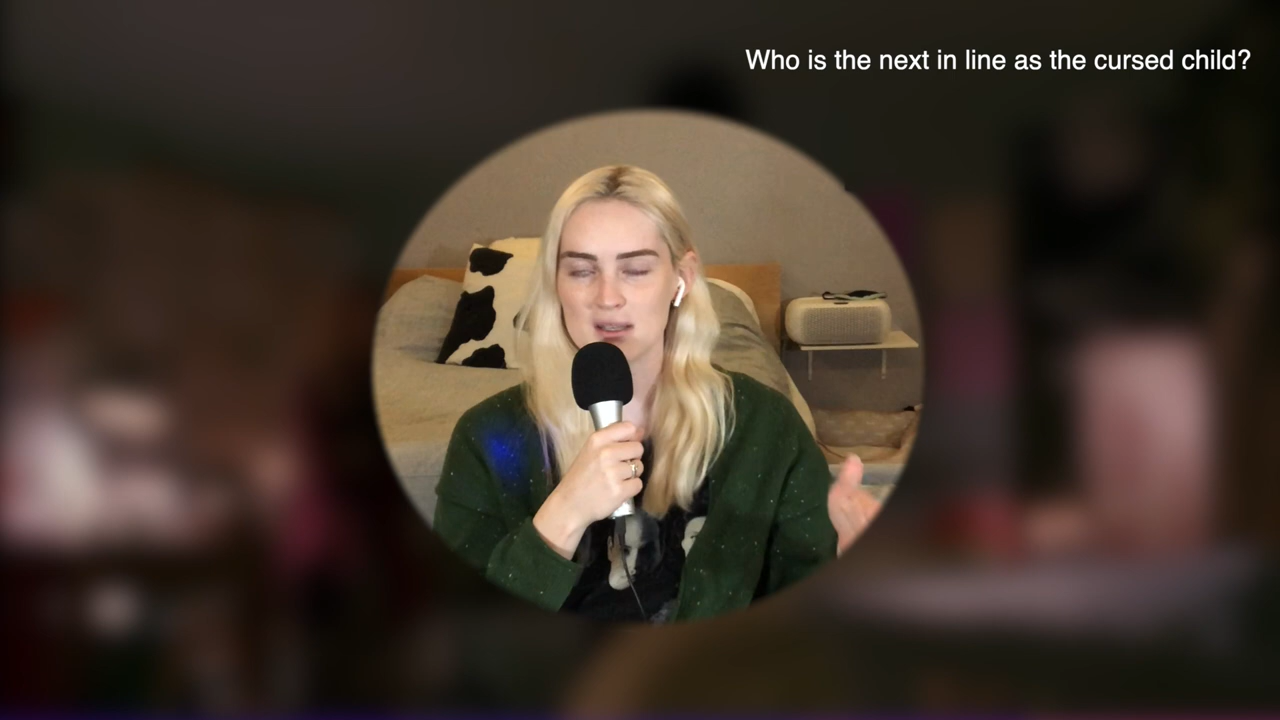 Who is the next in line as the cursed child?